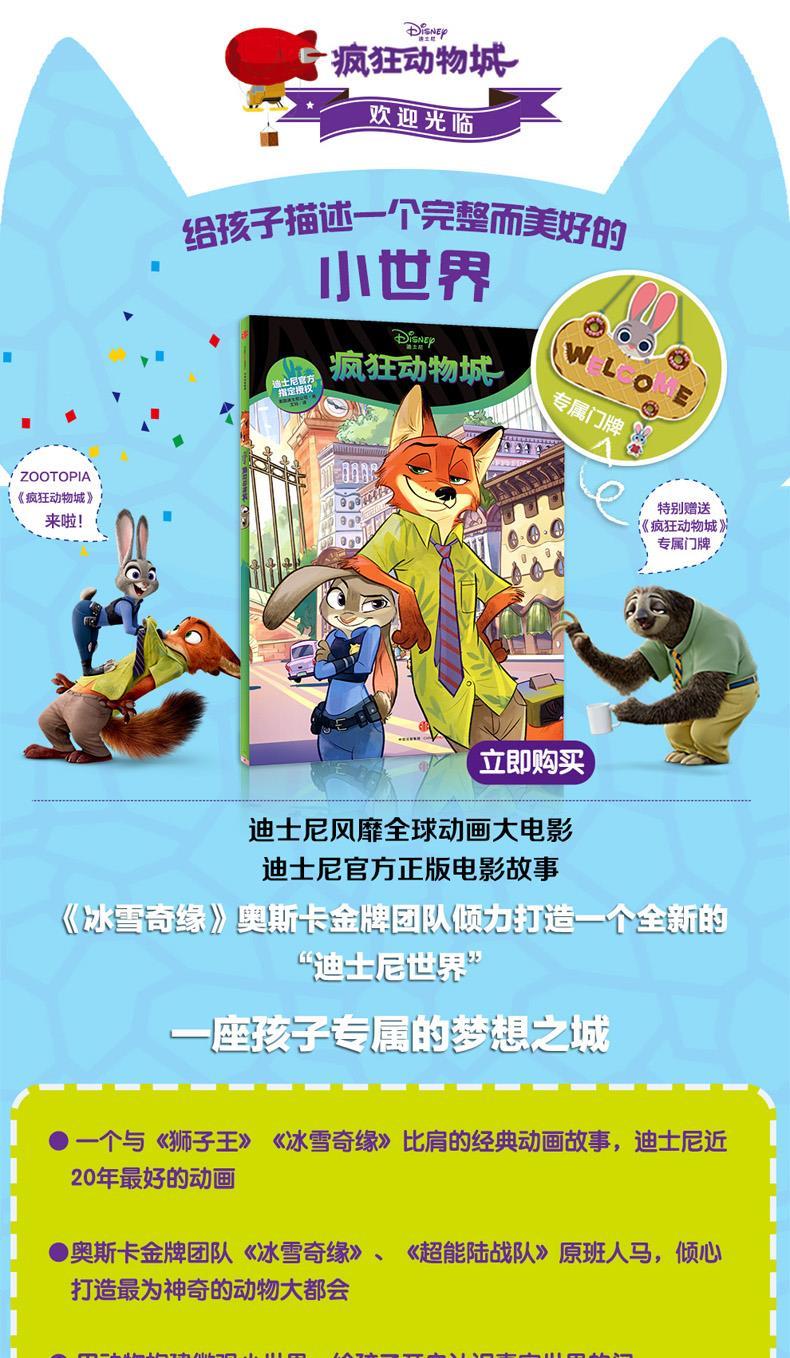 Disney
迪士尼
疯狂动物城
欢迎光临
给孩子描述一个完整而美好的
小世界
Disney
迪士尼
疯狂动物城
迪士尼官方
指定授权
WELCOME
专属门牌
ZOOTOPIA
《疯狂动物城》
来啦！
特别赠送
《疯狂动物城》
专属门牌
疯狂动物城
立即购买
迪士尼风靡全球动画大电影
迪士尼官方正版电影故事
《冰雪奇缘》奥斯卡金牌团队倾力打造一个全新的
“迪士尼世界”
一座孩子专属的梦想之城
● 一个与《狮子王》《冰雪奇缘》比肩的经典动画故事，迪士尼近
20年最好的动画
●奥斯卡金牌团队《冰雪奇缘》、《超能陆战队》原班人马，倾心
打造最为神奇的动物大都会